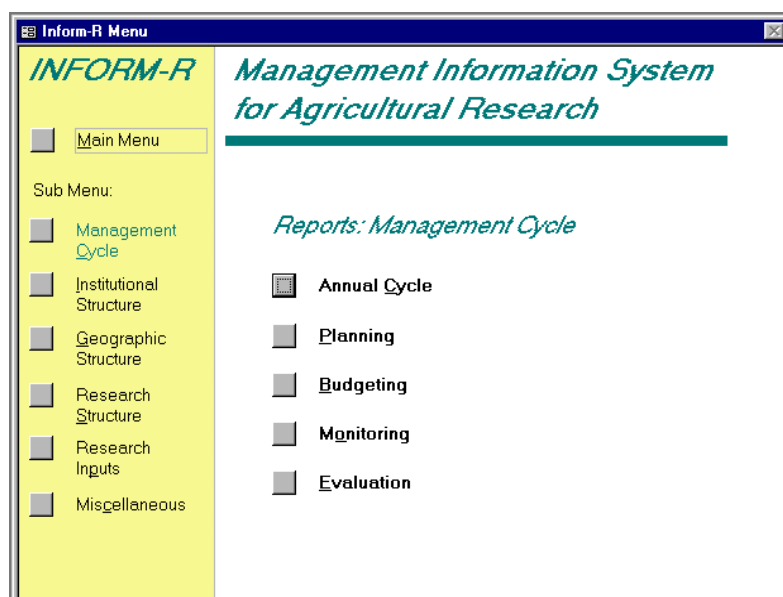 Inform-R Menu
INFORM-R
Main Menu
Sub Menu:
Management
Cycle
Institutional
Structure
Geographic
Structure
Research
Structure
Research
Inputs
Miscellaneous
Management Information System
for Agricultural Research
Reports: Management Cycle
Annual Cycle
Planning
Budgeting
Monitoring
Evaluation